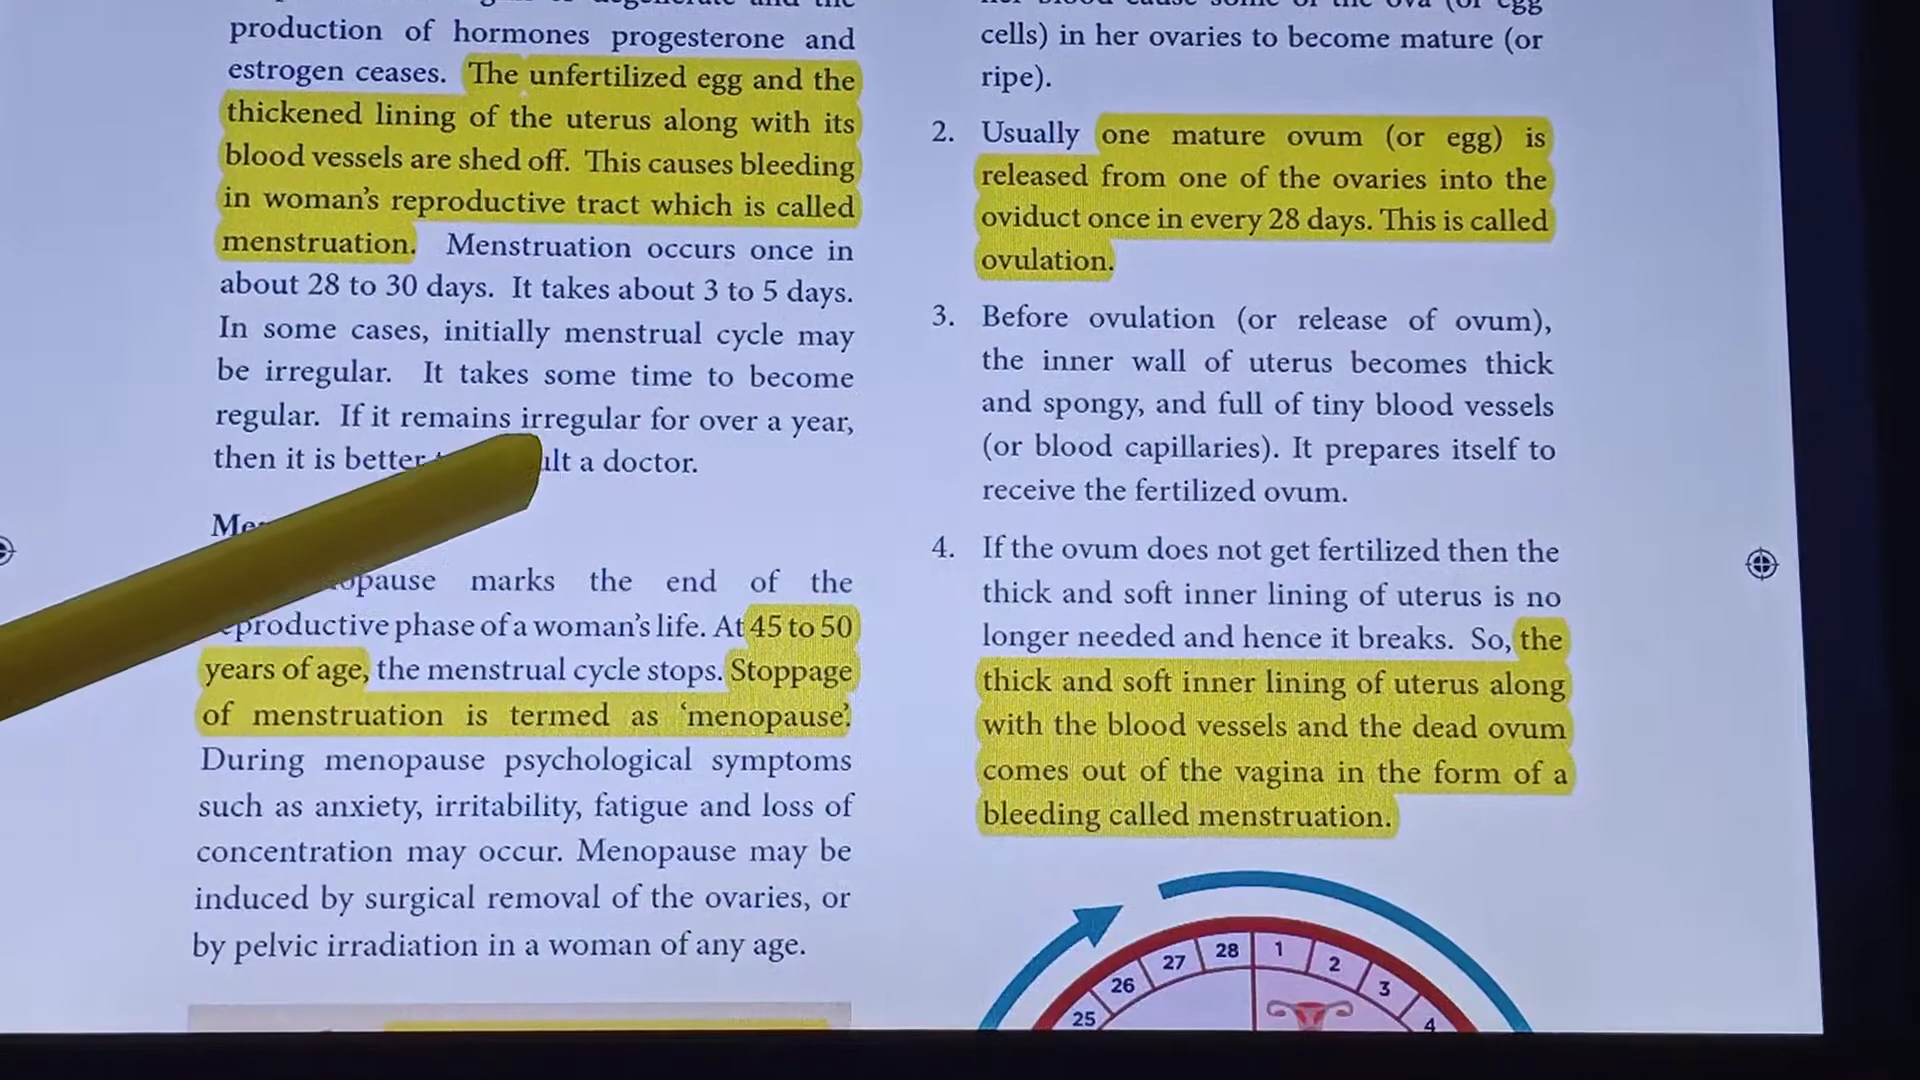 production of hormones progesterone and
estrogen ceases. The unfertilized egg and the
thickened lining of the uterus along with its
blood vessels are shed off. This causes bleeding
in woman's reproductive tract which is called
menstruation. Menstruation occurs once in
about 28 to 30 days. It takes about 3 to 5 days.
In some cases, initially menstrual cycle may
be irregular. It takes some time to become
regular. If it remains irregular for over a year,
then it is better a doctor.
marks the end of the
phase of a woman's life. At 45 to 50
years of age, the menstrual cycle stops. Stoppage
of menstruation is termed as 'menopause'.
During menopause psychological symptoms
such as anxiety, irritability, fatigue and loss of
concentration may occur. Menopause may be
induced by surgical removal of the ovaries, or
by pelvic irradiation in a woman of any age.
cells) in her ovaries to become mature (or
ripe).
2. Usually one mature ovum (or egg) is
released from one of the ovaries into the
oviduct once in every 28 days. This is called
ovulation.
3. Before ovulation (or release of ovum),
the inner wall of uterus becomes thick
and spongy, and full of tiny blood vessels
(or blood capillaries). It prepares itself to
receive the fertilized ovum.
4. If the ovum does not get fertilized then the
thick and soft inner lining of uterus is no
longer needed and hence it breaks. So, the
thick and soft inner lining of uterus along
with the blood vessels and the dead ovum
comes out of the vagina in the form of a
bleeding called menstruation.
25 26 27 28 1 2 3 4